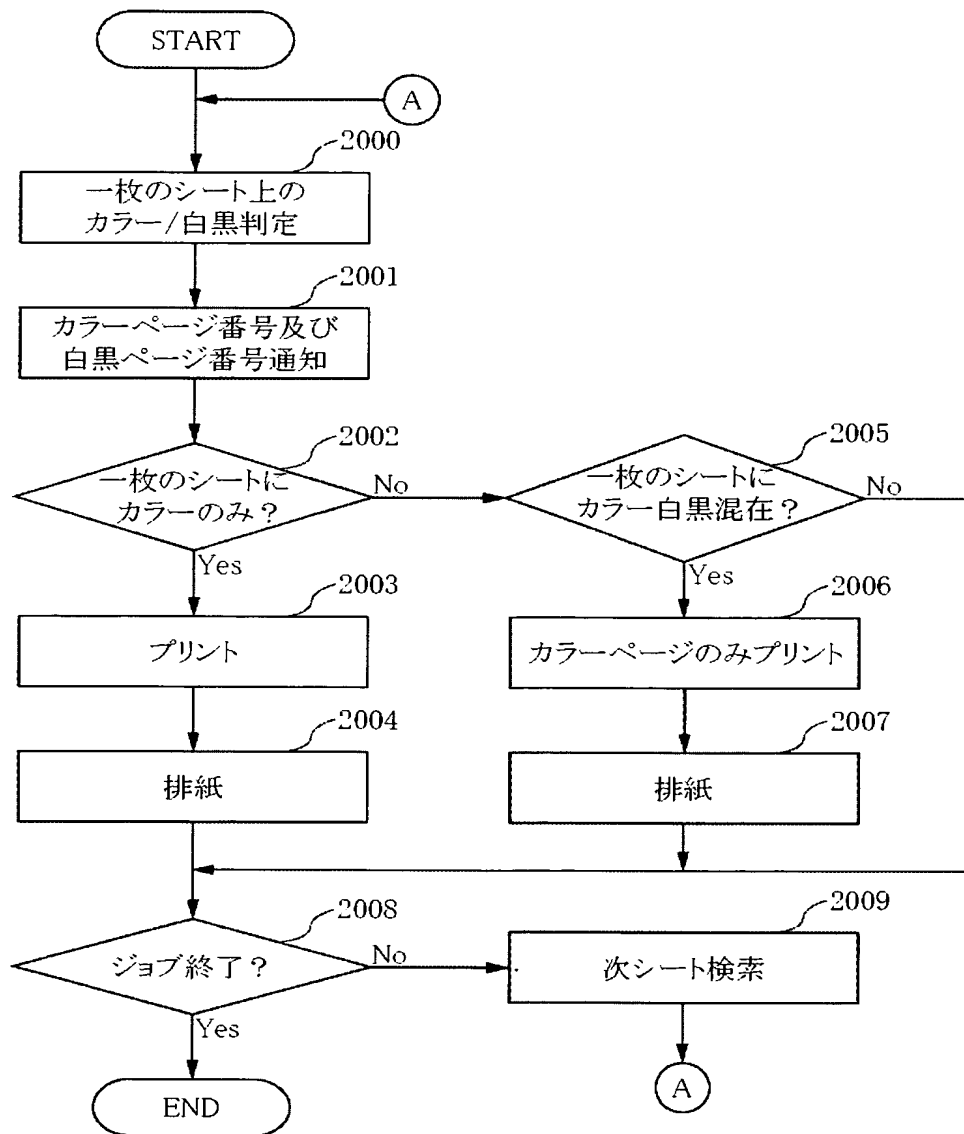 START
A
2000
一枚のシート上の
カラー/白黒判定
2001
カラーページ番号及び
白黒ページ番号通知
2002
一枚のシートに
カラーのみ？
No
Yes
2005
一枚のシートに
カラー白黒混在？
No
Yes
2003
プリント
2006
カラーページのみプリント
2004
排紙
2007
排紙
2008
ジョブ終了？
No
Yes
2009
次シート検索
A
END